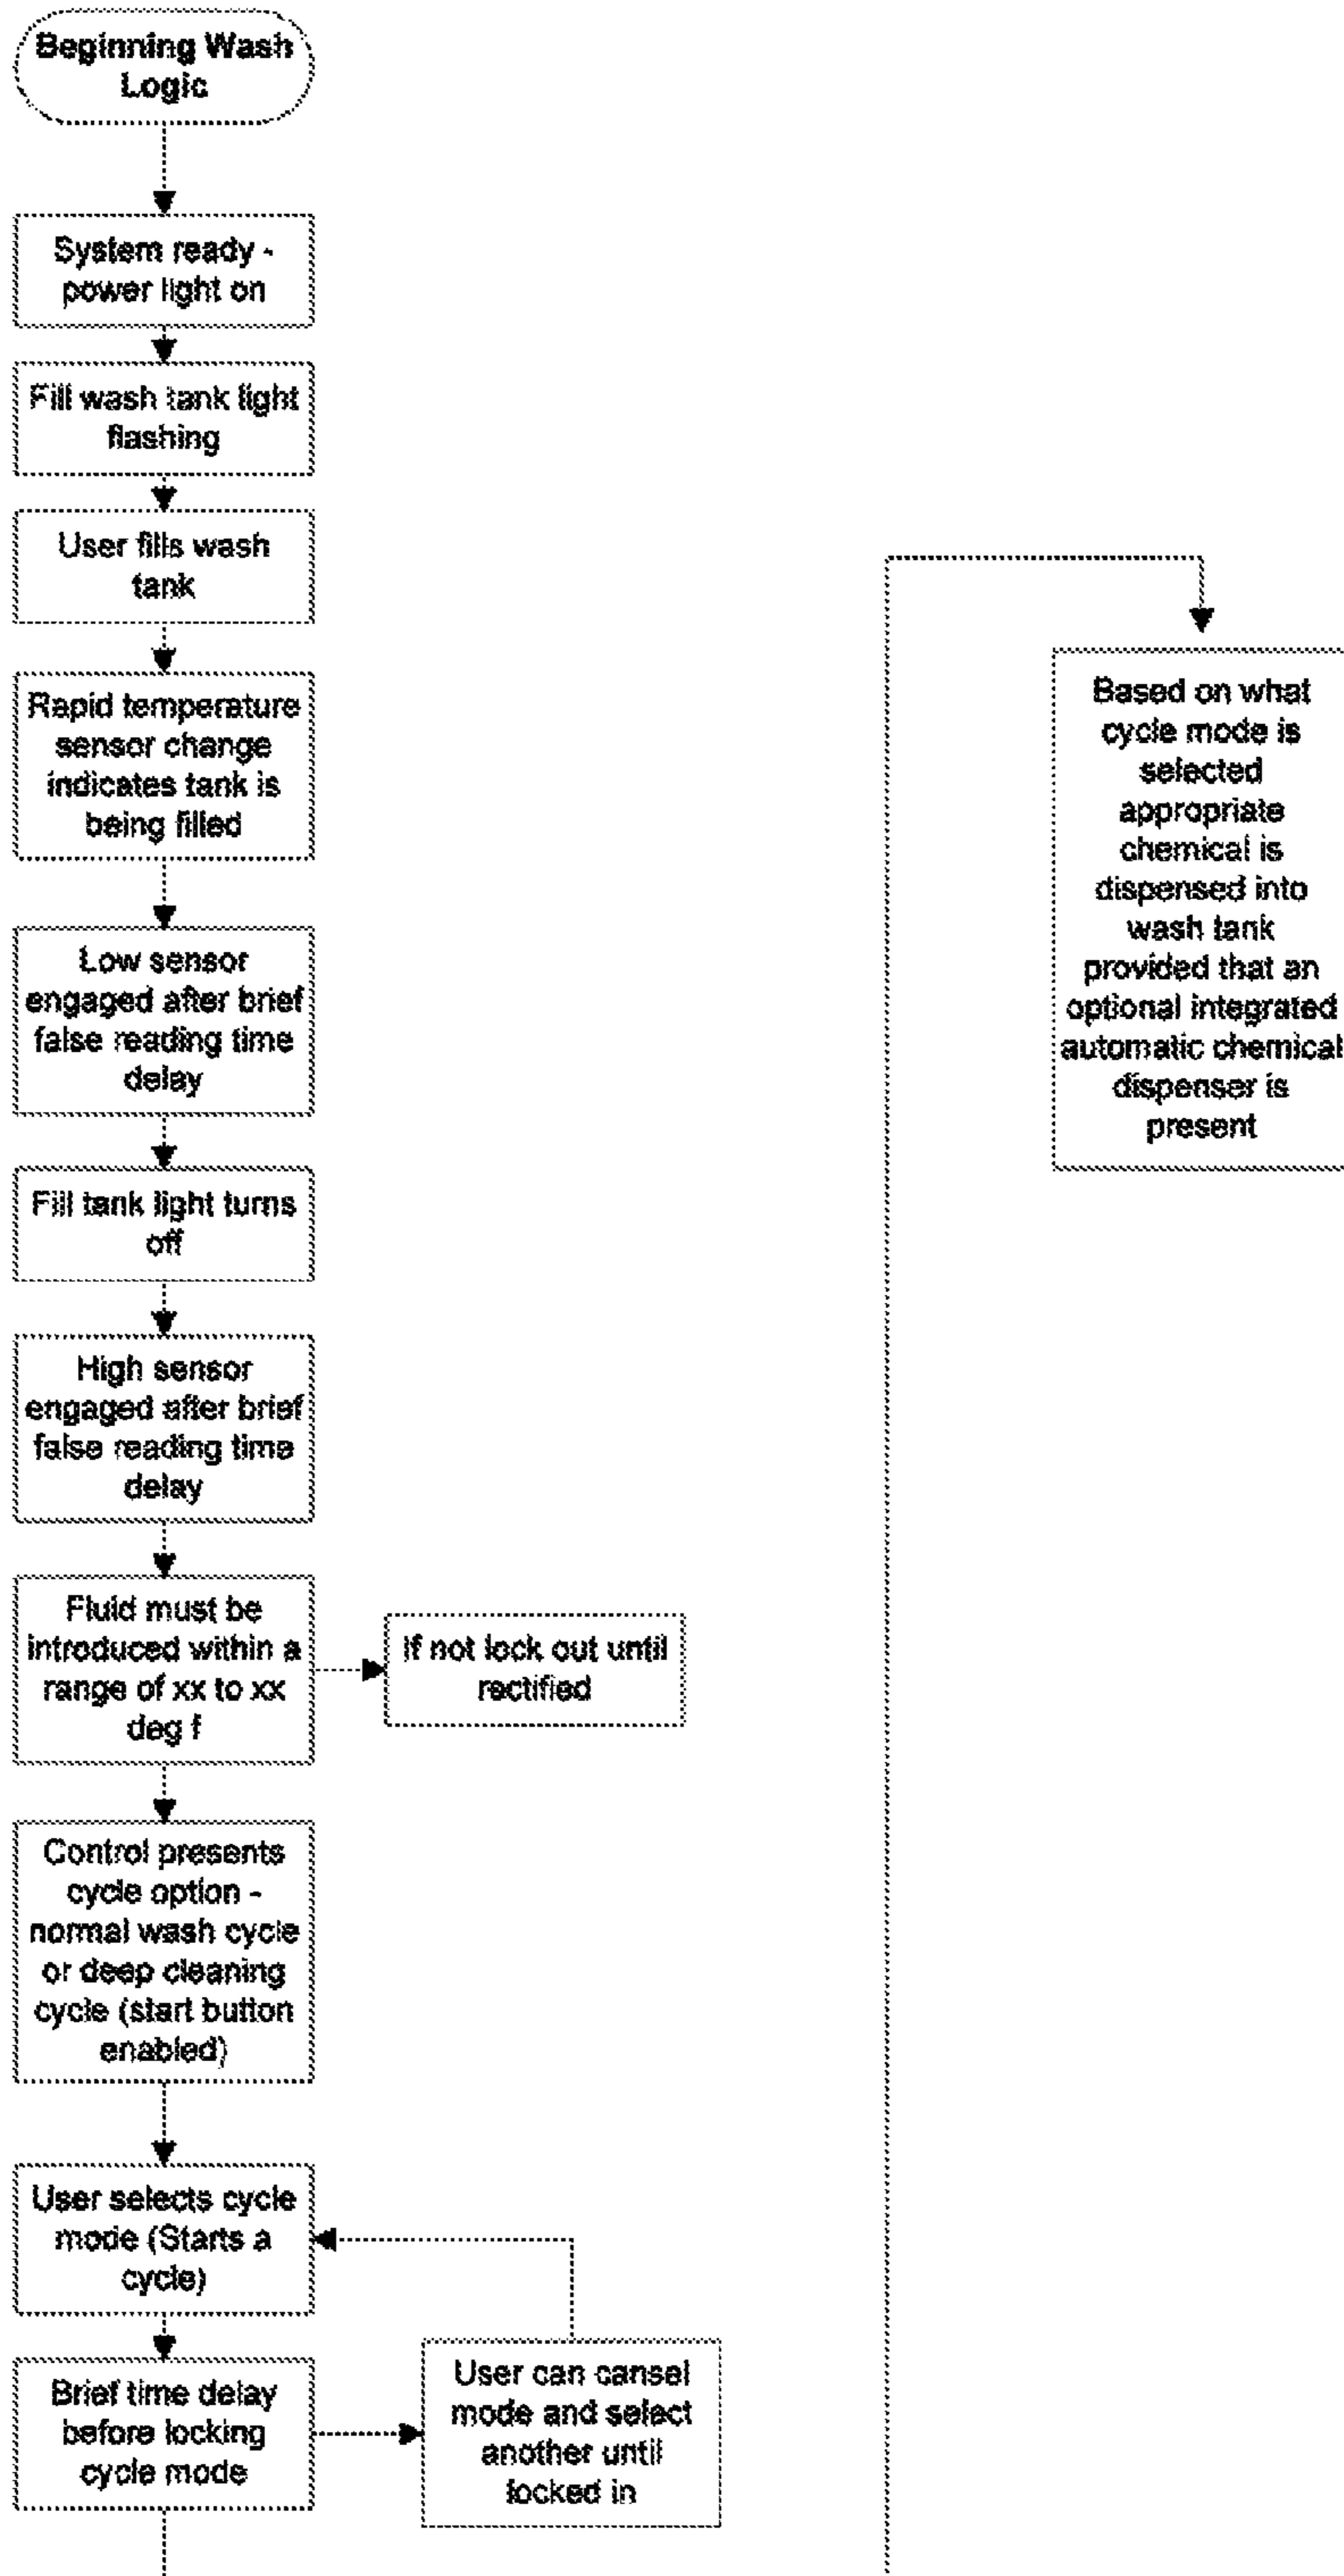 Beginning Wash
Logic
System ready -
power light on
Fill wash tank light
flashing
User fills wash
tank
Rapid temperature
sensor change
indicates tank is
being filled
Low sensor
engaged after brief
false reading time
delay
Fill tank light turns
off
High sensor
engaged after brief
false reading time
delay
Fluid must be
introduced within a
range of xx to xx
deg f
If not lock out until
rectified
Control presents
cycle option -
normal wash cycle
or deep cleaning
cycle (start button
enabled)
User selects cycle
mode (Starts a
cycle)
Brief time delay
before locking
cycle mode
User can cansel
mode and select
another until
locked in
Based on what
cycle mode is
selected
appropriate
chemical is
dispensed into
wash tank
provided that an
optional integrated
automatic chemical
dispenser is
present